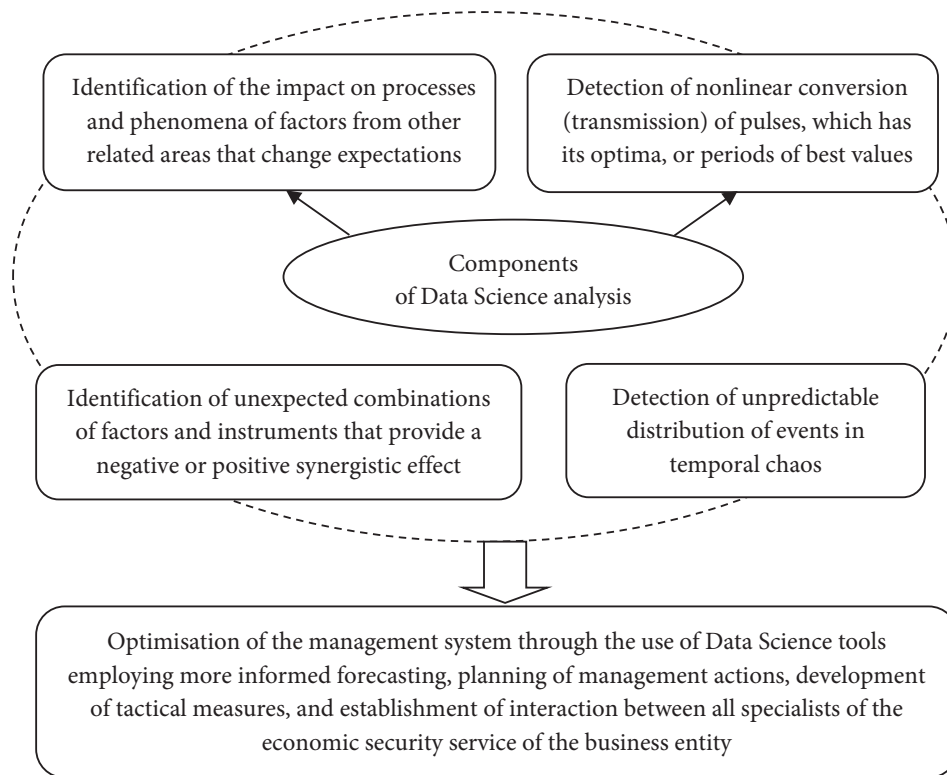 Identification of the impact on processes
and phenomena of factors from other
related areas that change expectations
Detection of nonlinear conversion
(transmission) of pulses, which has
its optima, or periods of best values
Components
of Data Science analysis
Identification of unexpected combinations
of factors and instruments that provide a
negative or positive synergistic effect
Detection of unpredictable
distribution of events in
temporal chaos
Optimisation of the management system through the use of Data Science tools
employing more informed forecasting, planning of management actions, development
of tactical measures, and establishment of interaction between all specialists of the
economic security service of the business entity